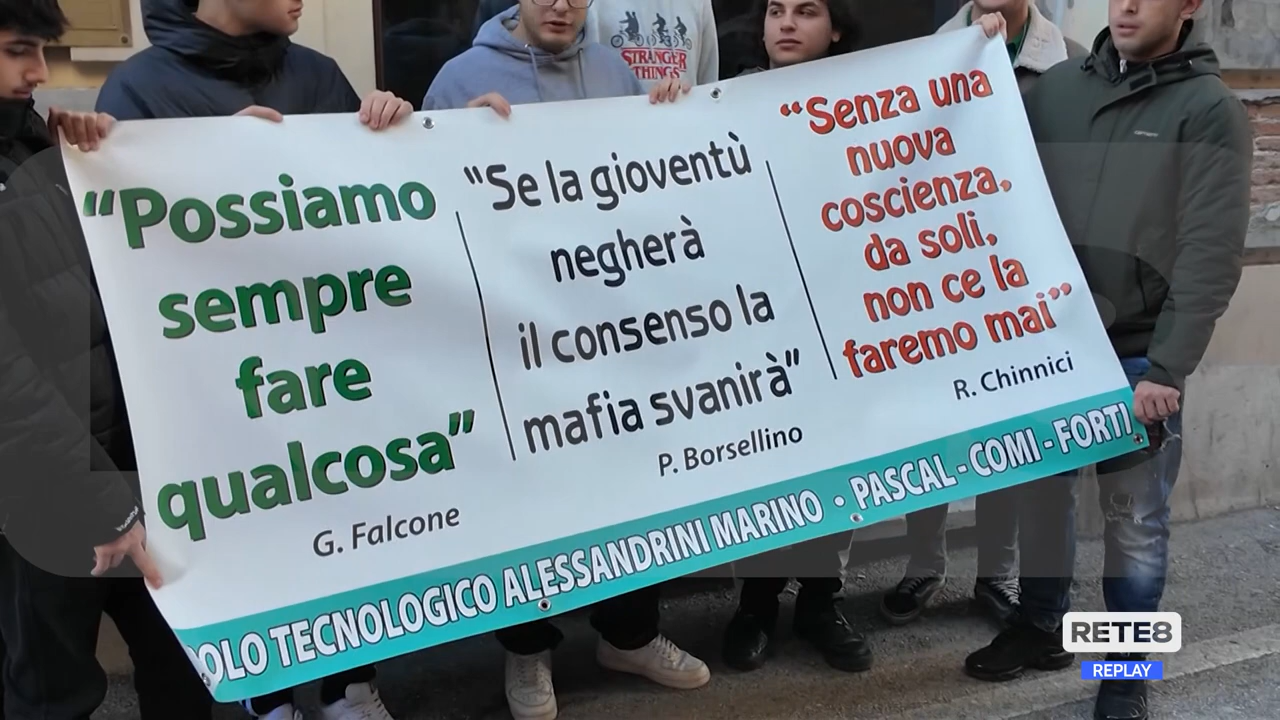 STRANGER
THINGS
“Possiamo
sempre
fare
qualcosa”
G. Falcone
“Se la gioventù
negherà
il consenso la
mafia svanirà”
P. Borsellino
“Senza una
nuova
coscienza,
da soli,
non ce la
faremo mai”
R. Chinnici
OLO TECNOLOGICO ALESSANDRINI MARINO • PASCAL - COMI - FORTI
carhartt
RETE8
REPLAY